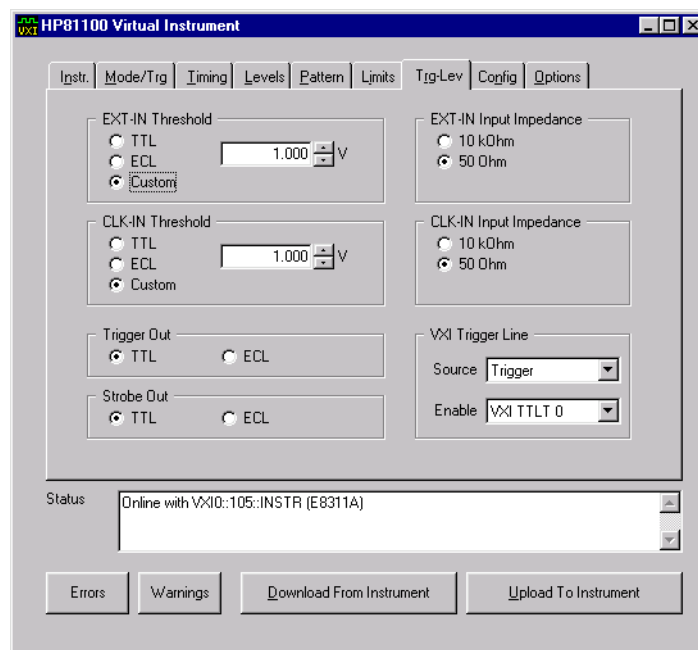 VXI HP81100 Virtual Instrument
Instr. Mode/Trg Timing Levels Pattern Limits Trg-Lev Config Options
EXT-IN Threshold
TTL
ECL
Custom
1.000 V
EXT-IN Input Impedance
10 kOhm
50 Ohm
CLK-IN Threshold
TTL
ECL
Custom
1.000 V
CLK-IN Input Impedance
10 kOhm
50 Ohm
Trigger Out
TTL ECL
Strobe Out
TTL ECL
VXI Trigger Line
Source Trigger
Enable VXI TTLT 0
Status Online with VXI0::105::INSTR (E8311A)
Errors Warnings Download From Instrument Upload To Instrument